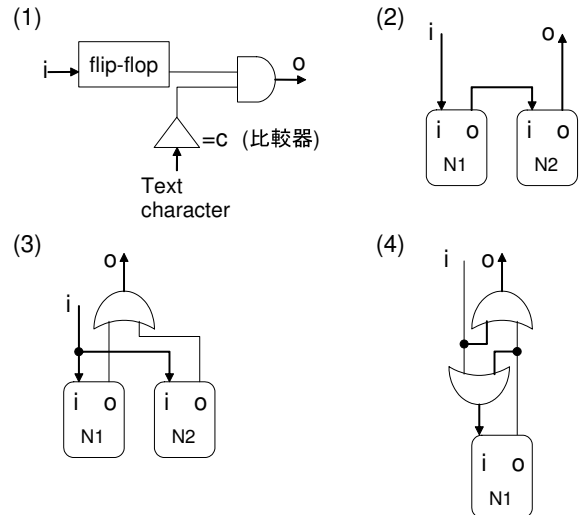 (1)
i flip-flop o
=c (比較器)
Text
character
(2)
i o
i o i o
N1 N2
(3)
o
i
i o i o
N1 N2
(4)
i o
i o
N1